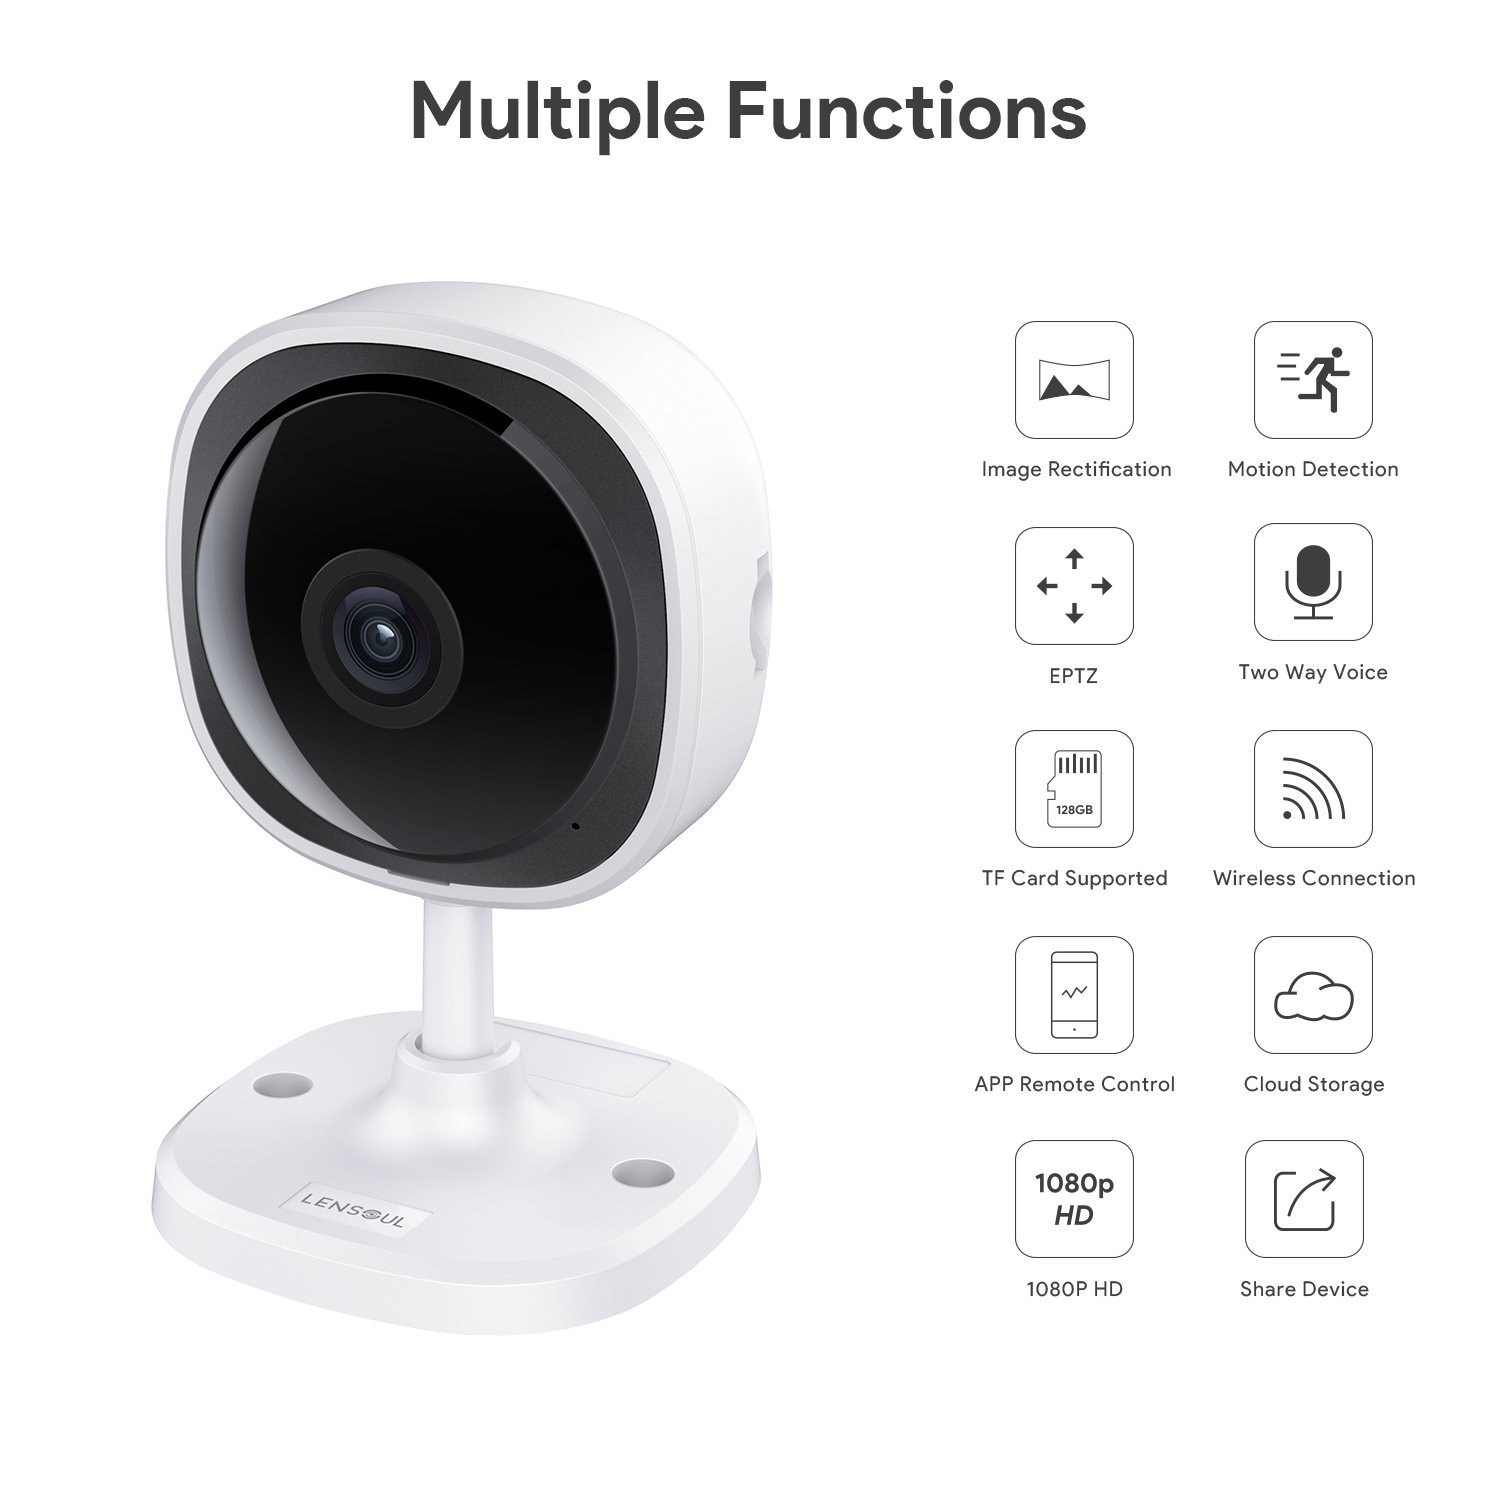 Multiple Functions
Image Rectification
Motion Detection
EPTZ
Two Way Voice
128GB
TF Card Supported
Wireless Connection
APP Remote Control
Cloud Storage
1080p
HD
1080P HD
Share Device
LENSOUL